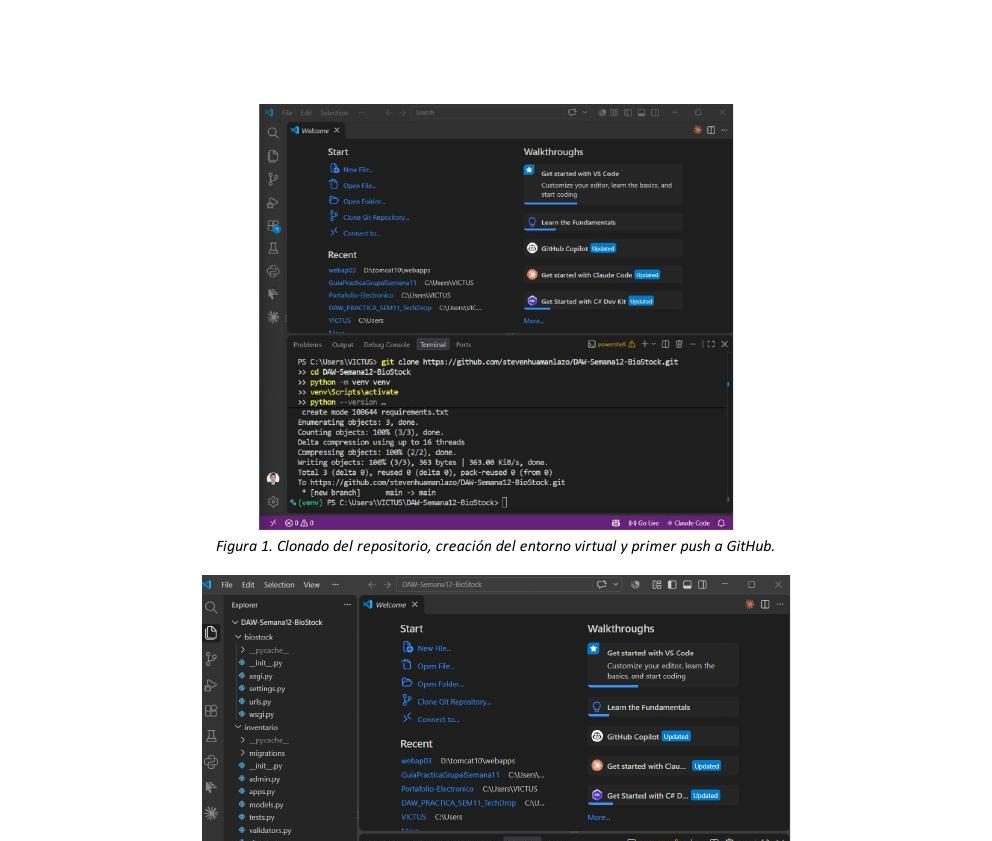 File Edit Selection ··· Search
Welcome
Start
New File...
Open File...
Open Folder...
Clone Git Repository...
Connect to...
Recent
webap03 D:\tomcat10\webapps
GuiaPracticaGrupalSemana11 C:\Users\VICTUS
Portafolio-Electronico C:\Users\VICTUS
DAW_PRACTICA_SEM11_TechDrop C:\Users\VIC...
VICTUS C:\Users
More...
Walkthroughs
Get started with VS Code
Customize your editor, learn the basics, and
start coding
Learn the Fundamentals
GitHub Copilot Updated
Get started with Claude Code Updated
Get Started with C# Dev Kit Updated
More...
Problems Output Debug Console Terminal Ports powershell
PS C:\Users\VICTUS> git clone https://github.com/stevenhuamanlazo/DAW-Semana12-BioStock.git
>> cd DAW-Semana12-BioStock
>> python -m venv venv
>> venv\Scripts\activate
>> python --version …
create mode 100644 requirements.txt
Enumerating objects: 3, done.
Counting objects: 100% (3/3), done.
Delta compression using up to 16 threads
Compressing objects: 100% (2/2), done.
Writing objects: 100% (3/3), 363 bytes | 363.00 KiB/s, done.
Total 3 (delta 0), reused 0 (delta 0), pack-reused 0 (from 0)
To https://github.com/stevenhuamanlazo/DAW-Semana12-BioStock.git
* [new branch] main -> main
(venv) PS C:\Users\VICTUS\DAW-Semana12-BioStock>
0 0 Go Live Claude Code
Figura 1. Clonado del repositorio, creación del entorno virtual y primer push a GitHub.
File Edit Selection View ··· DAW-Semana12-BioStock
Explorer ···
DAW-Semana12-BioStock
biostock
__pycache__
__init__.py
asgi.py
settings.py
urls.py
wsgi.py
inventario
__pycache__
migrations
__init__.py
admin.py
apps.py
models.py
tests.py
validators.py
Welcome
Start
New File...
Open File...
Open Folder...
Clone Git Repository...
Connect to...
Recent
webap03 D:\tomcat10\webapps
GuiaPracticaGrupalSemana11 C:\Users\...
Portafolio-Electronico C:\Users\VICTUS
DAW_PRACTICA_SEM11_TechDrop C:\U...
VICTUS C:\Users
Walkthroughs
Get started with VS Code
Customize your editor, learn the
basics, and start coding
Learn the Fundamentals
GitHub Copilot Updated
Get started with Clau... Updated
Get Started with C# D... Updated
More...